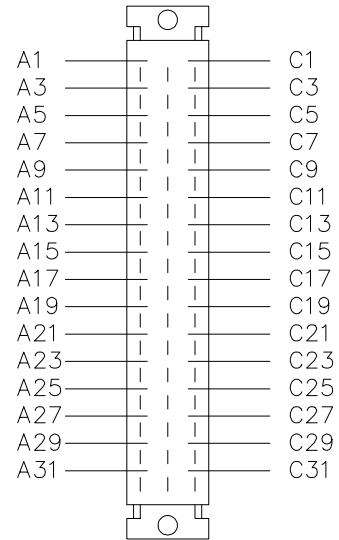 A1 C1
A3 C3
A5 C5
A7 C7
A9 C9
A11 C11
A13 C13
A15 C15
A17 C17
A19 C19
A21 C21
A23 C23
A25 C25
A27 C27
A29 C29
A31 C31